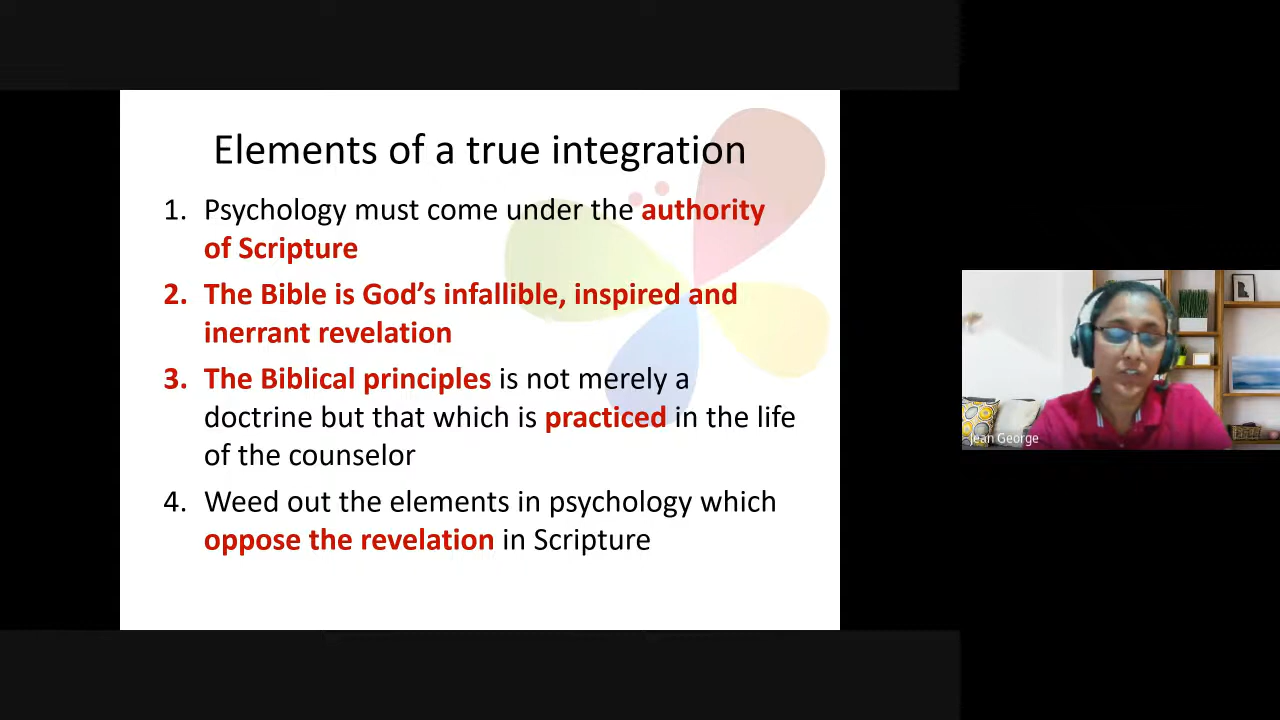 Elements of a true integration
1. Psychology must come under the authority
of Scripture
2. The Bible is God’s infallible, inspired and
inerrant revelation
3. The Biblical principles is not merely a
doctrine but that which is practiced in the life
of the counselor
4. Weed out the elements in psychology which
oppose the revelation in Scripture
Jean George